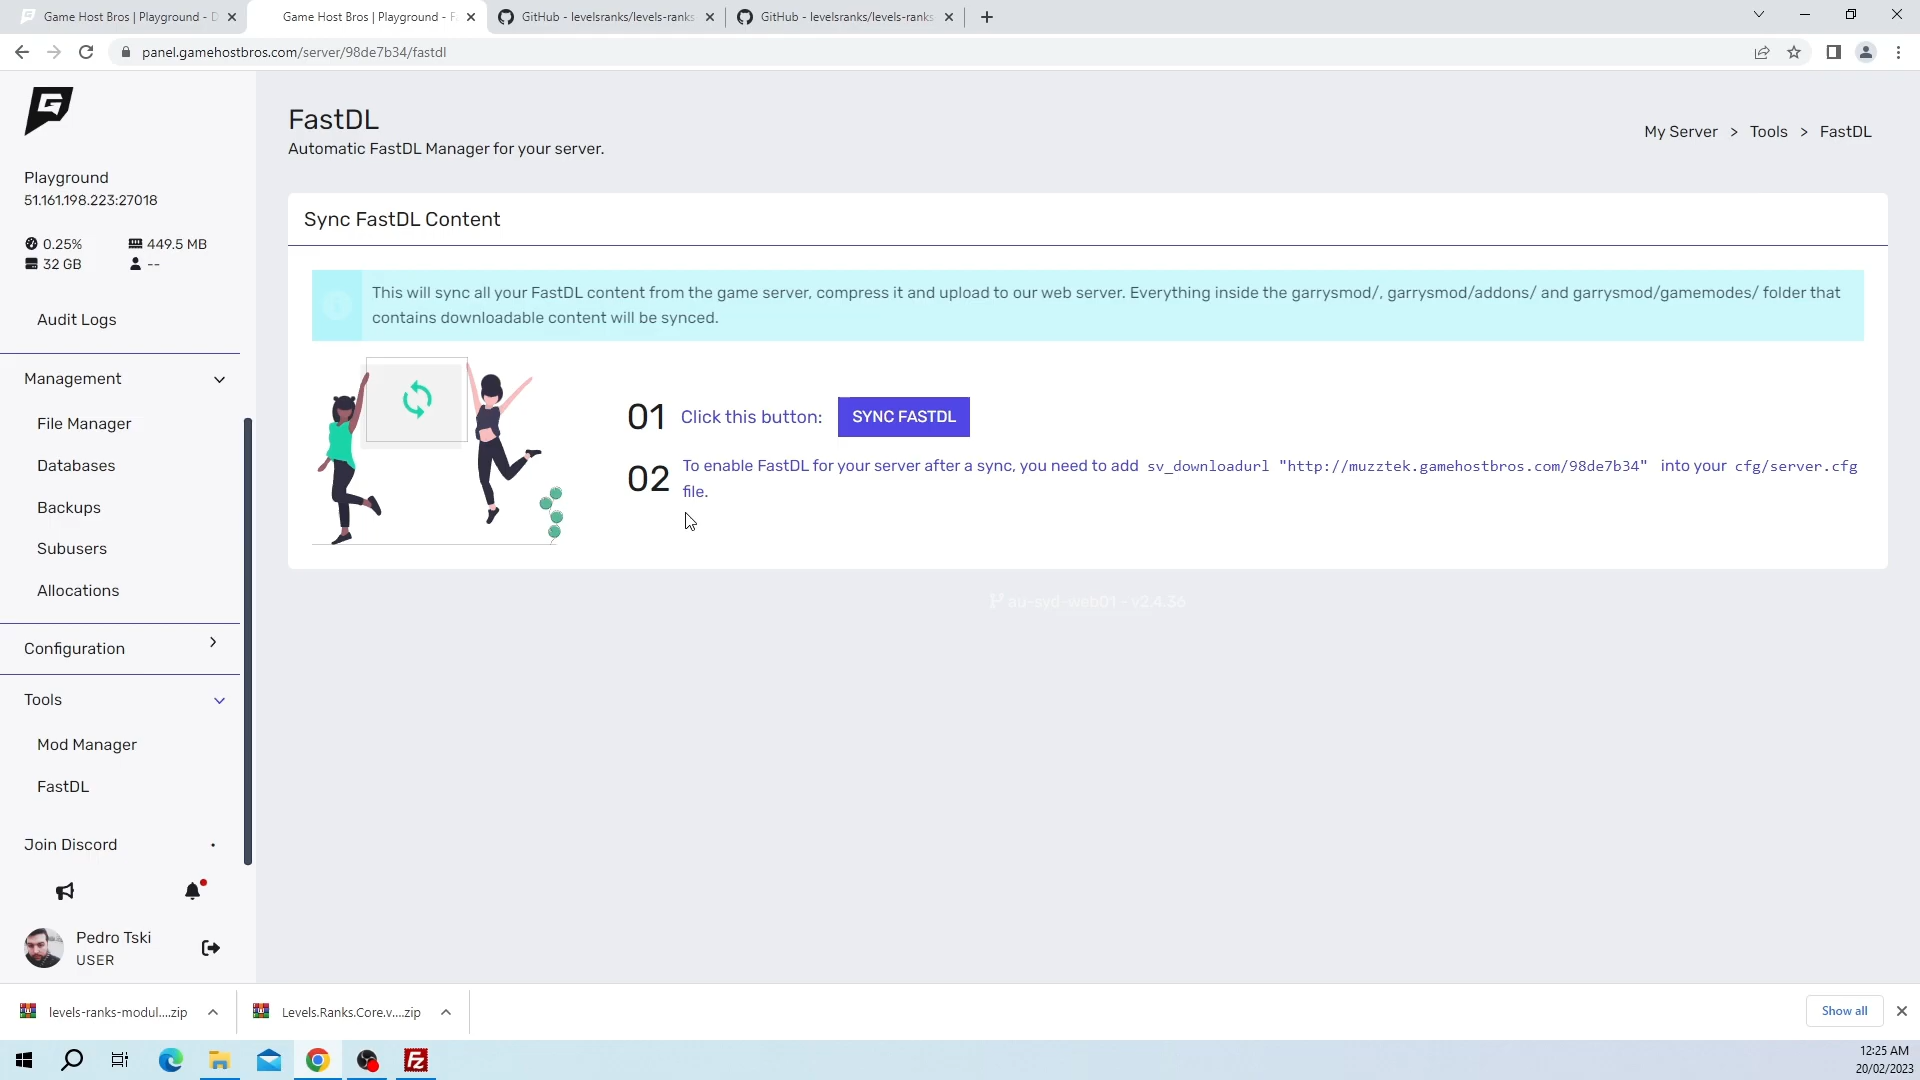 Game Host Bros | Playground - D
Game Host Bros | Playground - F
GitHub - levelsranks/levels-ranks
GitHub - levelsranks/levels-ranks
panel.gamehostbros.com/server/98de7b34/fastdl
Playground
51.161.198.223:27018
0.25%
449.5 MB
32 GB
--
Audit Logs
Management
File Manager
Databases
Backups
Subusers
Allocations
Configuration
Tools
Mod Manager
FastDL
Join Discord
Pedro Tski
USER
FastDL
Automatic FastDL Manager for your server.
My Server > Tools > FastDL
Sync FastDL Content
This will sync all your FastDL content from the game server, compress it and upload to our web server. Everything inside the garrysmod/, garrysmod/addons/ and garrysmod/gamemodes/ folder that
contains downloadable content will be synced.
01 Click this button: SYNC FASTDL
02 To enable FastDL for your server after a sync, you need to add sv_downloadurl "http://muzztek.gamehostbros.com/98de7b34" into your cfg/server.cfg
file.
au-syd-web01 - v2.4.36
levels-ranks-modul....zip
Levels.Ranks.Core.v....zip
Show all
12:25 AM
20/02/2023